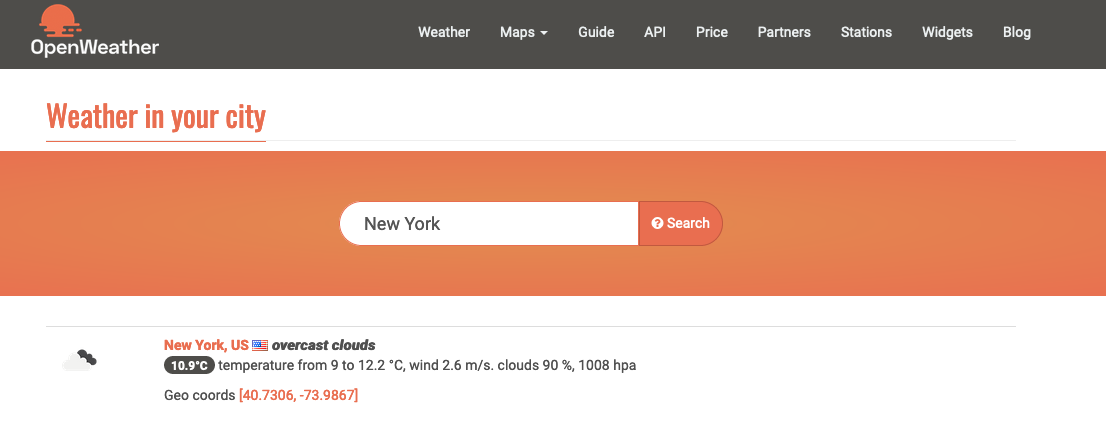 OpenWeather
Weather Maps Guide API Price Partners Stations Widgets Blog
Weather in your city
New York
Search
New York, US overcast clouds
10.9°C temperature from 9 to 12.2 °C, wind 2.6 m/s. clouds 90 %, 1008 hpa
Geo coords [40.7306, -73.9867]